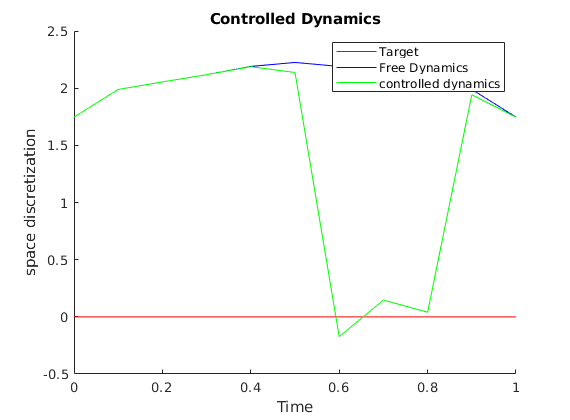 Controlled Dynamics
2.5
2
1.5
1
0.5
0
-0.5
space discretization
Target
Free Dynamics
controlled dynamics
0
0.2
0.4
0.6
0.8
1
Time